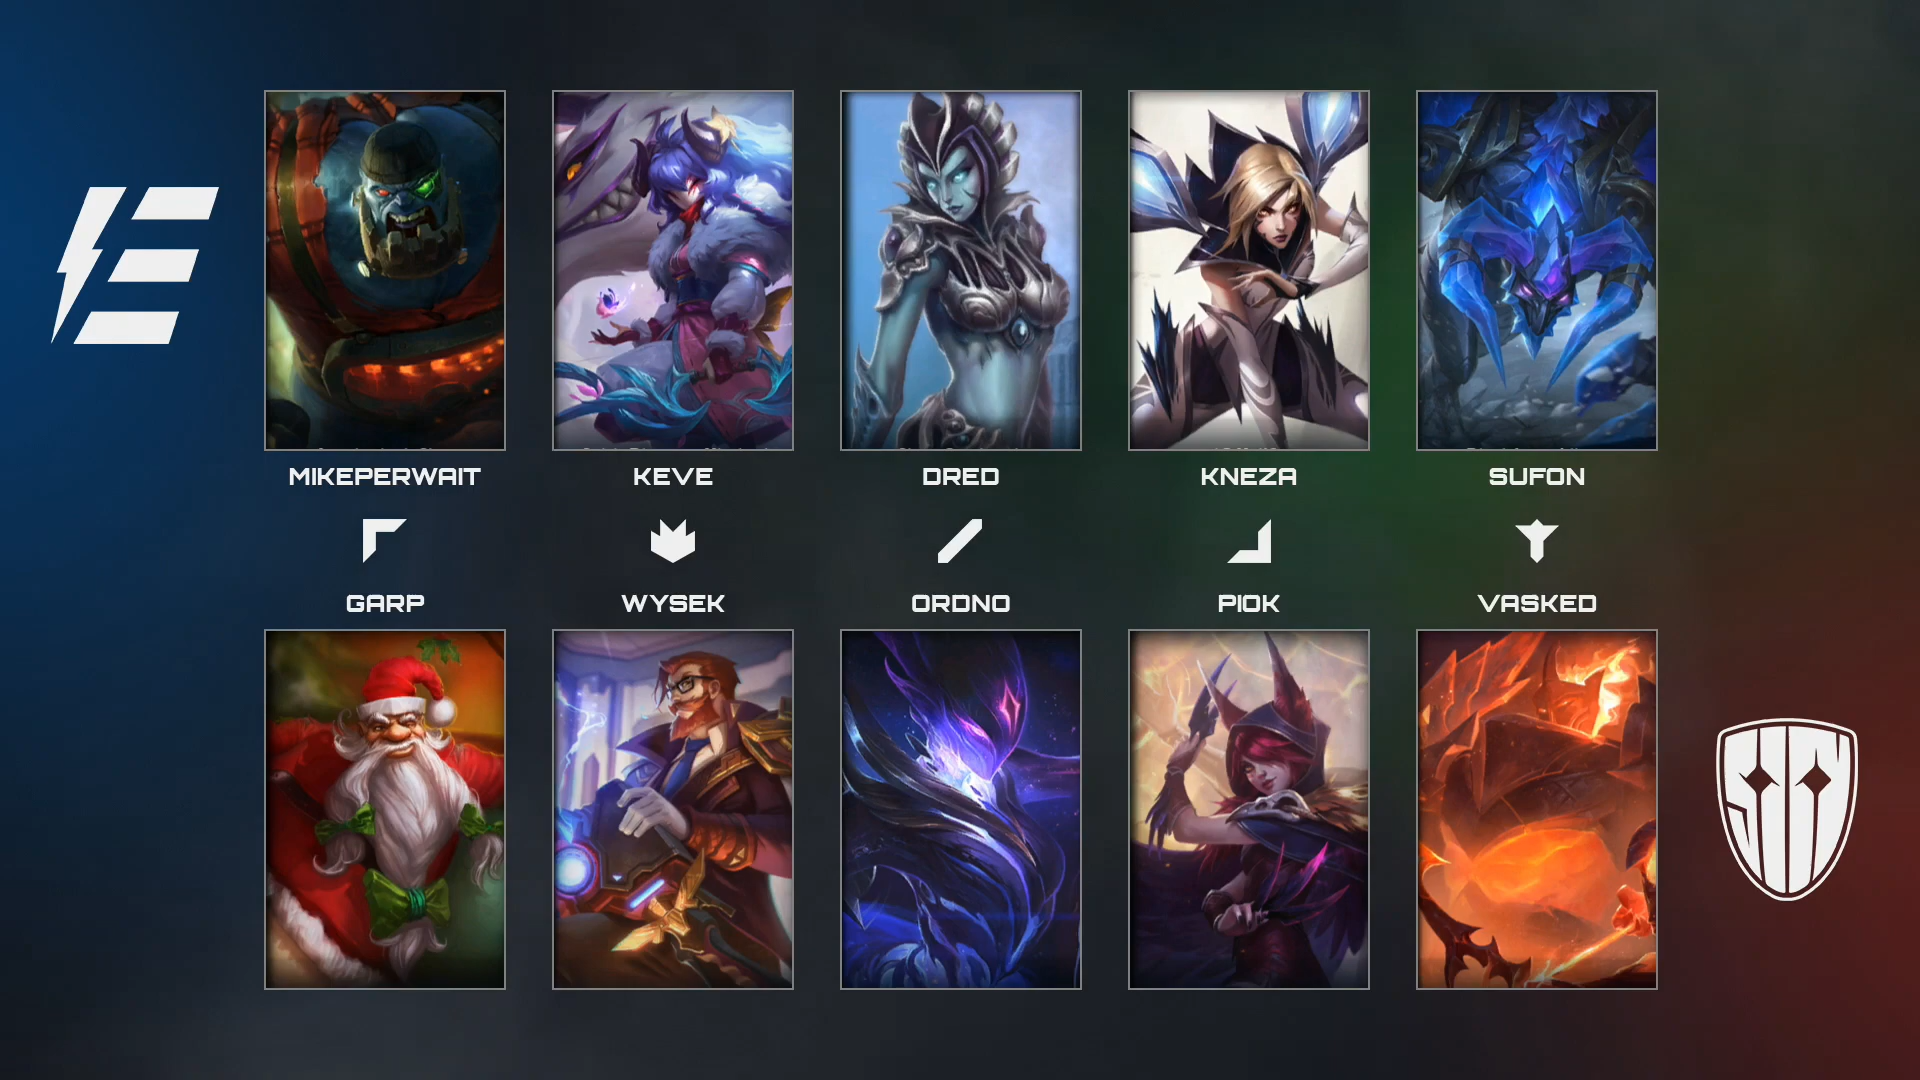 MIKEPERWAIT
KEVE
DRED
KNEZA
SUFON
GARP
WYSEK
ORDNO
PIOK
VASKED